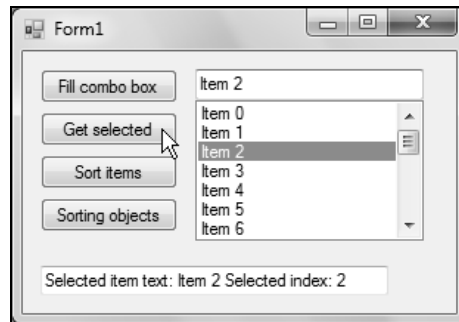 Form1
Fill combo box
Get selected
Sort items
Sorting objects
Item 2
Item 0
Item 1
Item 2
Item 3
Item 4
Item 5
Item 6
Selected item text: Item 2 Selected index: 2